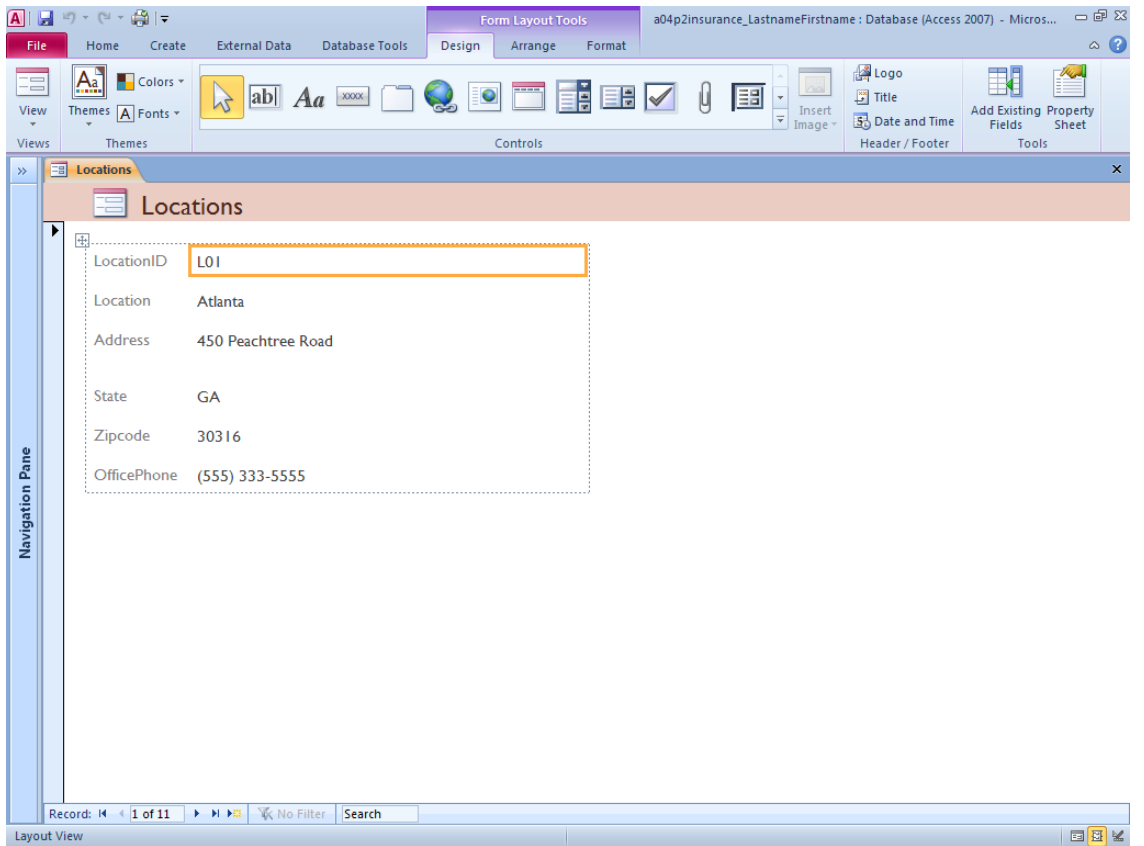 A
Form Layout Tools
a04p2insurance_LastnameFirstname : Database (Access 2007) - Micros...
File Home Create External Data Database Tools Design Arrange Format
View
Views
Aa
Themes
Colors
A Fonts
Themes
ab
Aa
xxxx
Controls
Insert
Image
Logo
Title
Date and Time
Header / Footer
Add Existing
Fields
Property
Sheet
Tools
Locations
Locations
LocationID L01
Location Atlanta
Address 450 Peachtree Road
State GA
Zipcode 30316
OfficePhone (555) 333-5555
Navigation Pane
Record: 1 of 11 No Filter Search
Layout View